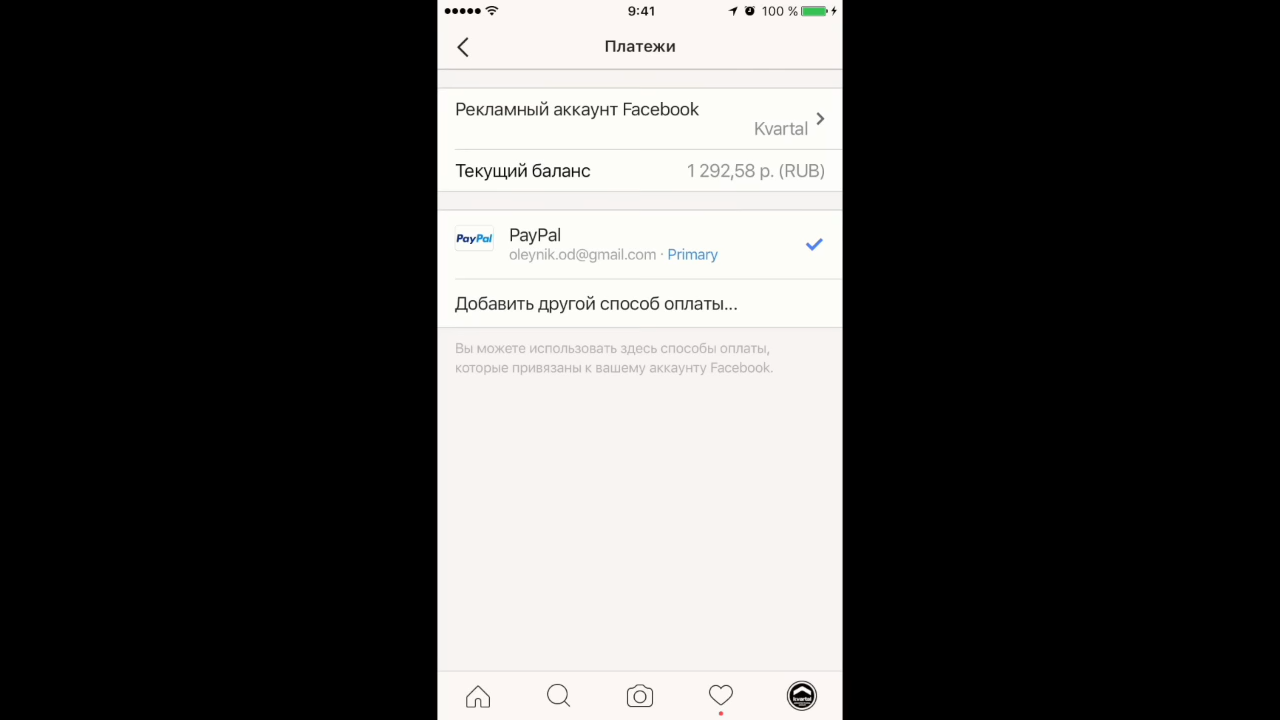 9:41
100 %
Платежи
Рекламный аккаунт Facebook
Kvartal
Текущий баланс 1 292,58 р. (RUB)
PayPal PayPal
oleynik.od@gmail.com · Primary
Добавить другой способ оплаты...
Вы можете использовать здесь способы оплаты,
которые привязаны к вашему аккаунту Facebook.
kvartal